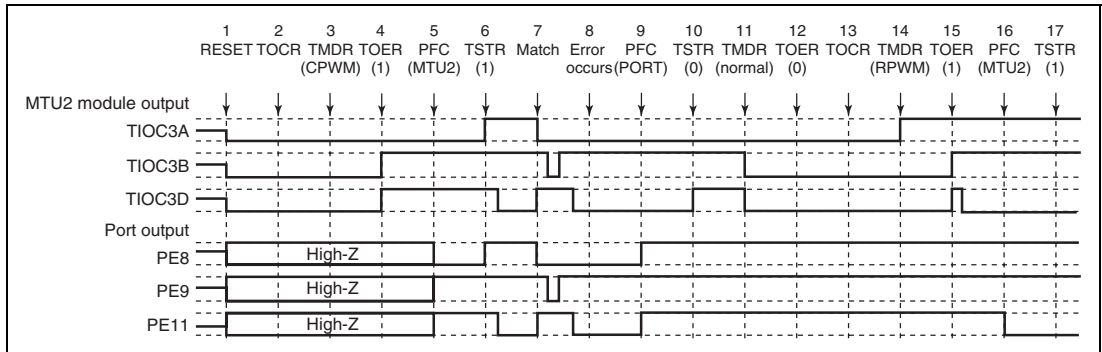 1 2 3 4 5 6 7 8 9 10 11 12 13 14 15 16 17
RESET TOCR TMDR TOER PFC TSTR Match Error PFC TSTR TMDR TOER TOCR TMDR TOER PFC TSTR
(CPWM) (1) (MTU2) (1) occurs (PORT) (0) (normal) (0) (RPWM) (1) (MTU2) (1)
MTU2 module output
TIOC3A
TIOC3B
TIOC3D
Port output
PE8 High-Z
PE9 High-Z
PE11 High-Z